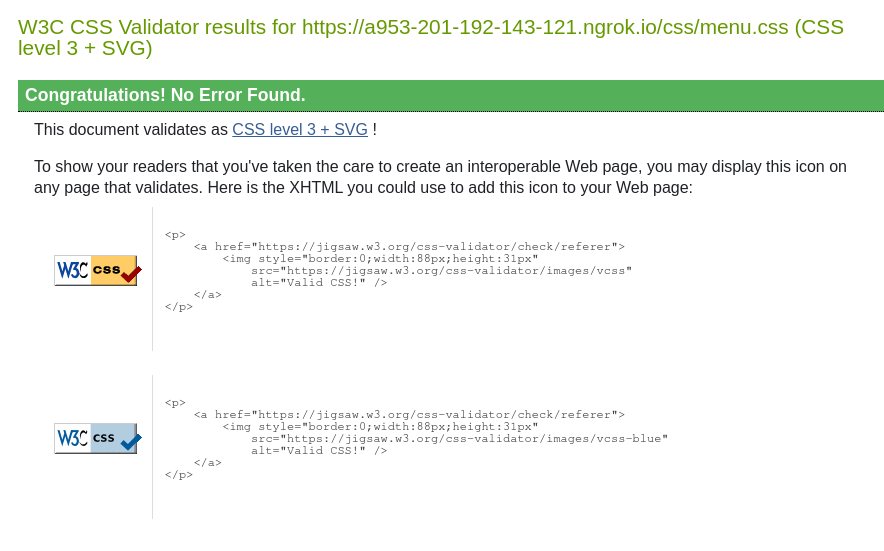 W3C CSS Validator results for https://a953-201-192-143-121.ngrok.io/css/menu.css (CSS
level 3 + SVG)
Congratulations! No Error Found.
This document validates as CSS level 3 + SVG !
To show your readers that you've taken the care to create an interoperable Web page, you may display this icon on
any page that validates. Here is the XHTML you could use to add this icon to your Web page:
W3C css
<p>
    <a href="https://jigsaw.w3.org/css-validator/check/referer">
        <img style="border:0;width:88px;height:31px"
            src="https://jigsaw.w3.org/css-validator/images/vcss"
            alt="Valid CSS!" />
    </a>
</p>
W3C css
<p>
    <a href="https://jigsaw.w3.org/css-validator/check/referer">
        <img style="border:0;width:88px;height:31px"
            src="https://jigsaw.w3.org/css-validator/images/vcss-blue"
            alt="Valid CSS!" />
    </a>
</p>